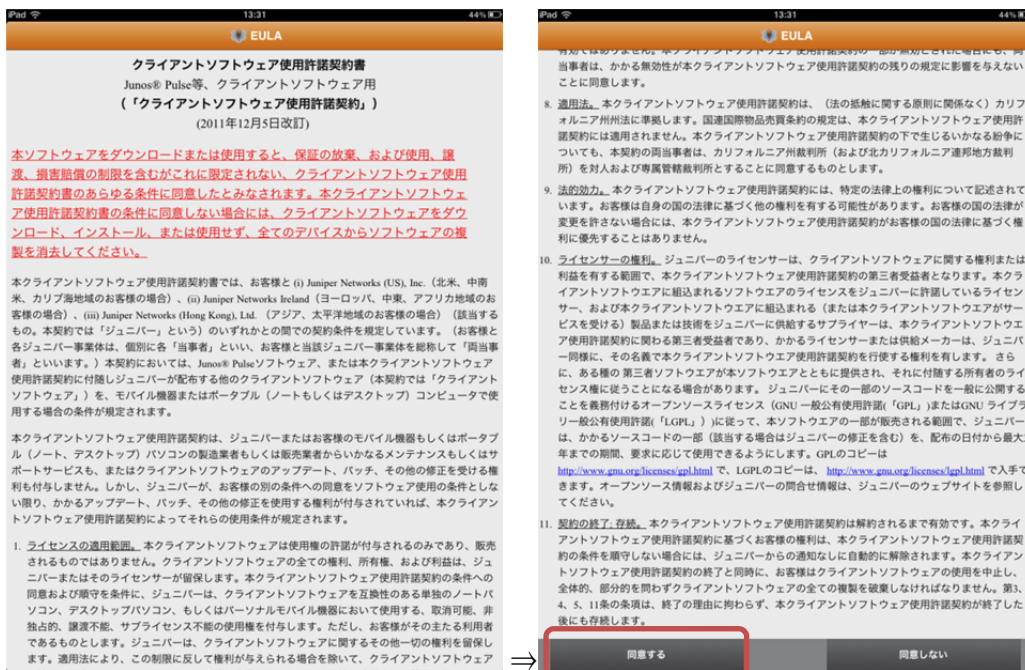 iPad 13:31 44%
EULA
クライアントソフトウェア使用許諾契約書
Junos® Pulse等、クライアントソフトウェア用
(「クライアントソフトウェア使用許諾契約」)
(2011年12月5日改訂)
本ソフトウェアをダウンロードまたは使用すると、保証の放棄、および使用、譲
渡、損害賠償の制限を含むがこれに限定されない、クライアントソフトウェア使用
許諾契約書のあらゆる条件に同意したとみなされます。本クライアントソフトウェ
ア使用許諾契約書の条件に同意しない場合には、クライアントソフトウェアをダウ
ンロード、インストール、または使用せず、全てのデバイスからソフトウェアの複
製を消去してください。
本クライアントソフトウェア使用許諾契約書では、お客様と (i) Juniper Networks (US), Inc.（北米、中南
米、カリブ海地域のお客様の場合）、(ii) Juniper Networks Ireland（ヨーロッパ、中東、アフリカ地域のお
客様の場合）、(iii) Juniper Networks (Hong Kong), Ltd.（アジア、太平洋地域のお客様の場合）（該当する
もの。本契約では「ジュニパー」という）のいずれかとの間での契約条件を規定しています。（お客様と
各ジュニパー事業体は、個別に各「当事者」といい、お客様と当該ジュニパー事業体を総称して「両当事
者」といいます。）本契約においては、Junos® Pulseソフトウェア、または本クライアントソフトウェア
使用許諾契約に付随しジュニパーが配布する他のクライアントソフトウェア（本契約では「クライアント
ソフトウェア」）を、モバイル機器またはポータブル（ノートもしくはデスクトップ）コンピュータで使
用する場合の条件が規定されます。
本クライアントソフトウェア使用許諾契約は、ジュニパーまたはお客様のモバイル機器もしくはポータブ
ル（ノート、デスクトップ）パソコンの製造業者もしくは販売業者からいかなるメンテナンスもしくはサ
ポートサービスも、またはクライアントソフトウェアのアップデート、パッチ、その他の修正を受ける権
利も付与しません。しかし、ジュニパーが、お客様の別の条件への同意をソフトウェア使用の条件としな
い限り、かかるアップデート、パッチ、その他の修正を使用する権利が付与されていれば、本クライアン
トソフトウェア使用許諾契約によってそれらの使用条件が規定されます。
1. ライセンスの適用範囲。本クライアントソフトウェアは使用権の許諾が付与されるのみであり、販売
されるものではありません。クライアントソフトウェアの全ての権利、所有権、および利益は、ジュ
ニパーまたはそのライセンサーが留保します。本クライアントソフトウェア使用許諾契約の条件への
同意および順守を条件に、ジュニパーは、クライアントソフトウェアを互換性のある単独のノートパ
ソコン、デスクトップパソコン、もしくはパーソナルモバイル機器において使用する、取消可能、非
独占的、譲渡不能、サブライセンス不能の使用権を付与します。ただし、お客様がその主たる利用者
であるものとします。ジュニパーは、クライアントソフトウェアに関するその他一切の権利を留保し
ます。適用法により、この制限に反して権利が与えられる場合を除いて、クライアントソフトウェア
⇒
iPad 13:31 44%
EULA
当事者は、かかる無効性が本クライアントソフトウェア使用許諾契約の残りの規定に影響を与えない
ことに同意します。
8. 適用法。本クライアントソフトウェア使用許諾契約は、（法の抵触に関する原則に関係なく）カリフ
ォルニア州州法に準拠します。国連国際物品売買条約の規定は、本クライアントソフトウェア使用許
諾契約には適用されません。本クライアントソフトウェア使用許諾契約の下で生じるいかなる紛争に
ついても、本契約の両当事者は、カリフォルニア州裁判所（および北カリフォルニア連邦地方裁判
所）を対人および専属管轄裁判所とすることに同意するものとします。
9. 法的効力。本クライアントソフトウェア使用許諾契約には、特定の法律上の権利について記述されて
います。お客様は自身の国の法律に基づく他の権利を有する可能性があります。お客様の国の法律が
変更を許さない場合には、本クライアントソフトウェア使用許諾契約がお客様の国の法律に基づく権
利に優先することはありません。
10. ライセンサーの権利。ジュニパーのライセンサーは、クライアントソフトウェアに関する権利または
利益を有する範囲で、本クライアントソフトウェア使用許諾契約の第三者受益者となります。本クラ
イアントソフトウエアに組込まれるソフトウエアのライセンスをジュニパーに許諾しているライセン
サー、および本クライアントソフトウエアに組込まれる（または本クライアントソフトウエアがサー
ビスを受ける）製品または技術をジュニパーに供給するサプライヤーは、本クライアントソフトウエ
ア使用許諾契約に関わる第三者受益者であり、かかるライセンサーまたは供給メーカーは、ジュニパ
ー同様に、その名義で本クライアントソフトウエア使用許諾契約を行使する権利を有します。 さら
に、ある種の 第三者ソフトウエアが本ソフトウエアとともに提供され、それに付随する所有者のライ
センス権に従うことになる場合があります。 ジュニパーにその一部のソースコードを一般に公開する
ことを義務付けるオープンソースライセンス（GNU 一般公有使用許諾(「GPL」)またはGNU ライブラ
リ一般公有使用許諾(「LGPL」)）に従って、本ソフトウエアの一部が販売される範囲で、ジュニパー
は、かかるソースコードの一部（該当する場合はジュニパーの修正を含む）を、配布の日付から最大
年までの期間、要求に応じて使用できるようにします。GPLのコピーは
http://www.gnu.org/licenses/gpl.html で、LGPLのコピーは、 http://www.gnu.org/licenses/lgpl.html で入手で
きます。オープンソース情報およびジュニパーの問合せ情報は、ジュニパーのウェブサイトを参照し
てください。
11. 契約の終了; 存続。本クライアントソフトウェア使用許諾契約は解約されるまで有効です。本クライ
アントソフトウェア使用許諾契約に基づくお客様の権利は、本クライアントソフトウェア使用許諾契
約の条件を順守しない場合には、ジュニパーからの通知なしに自動的に解除されます。本クライアン
トソフトウェア使用許諾契約の終了と同時に、お客様はクライアントソフトウェアの使用を中止し、
全体的、部分的を問わずクライアントソフトウェアの全ての複製を破棄しなければなりません。第3、
4、5、11条の条項は、終了の理由に拘わらず、本クライアントソフトウェア使用許諾契約が終了した
後にも存続します。
同意する 同意しない